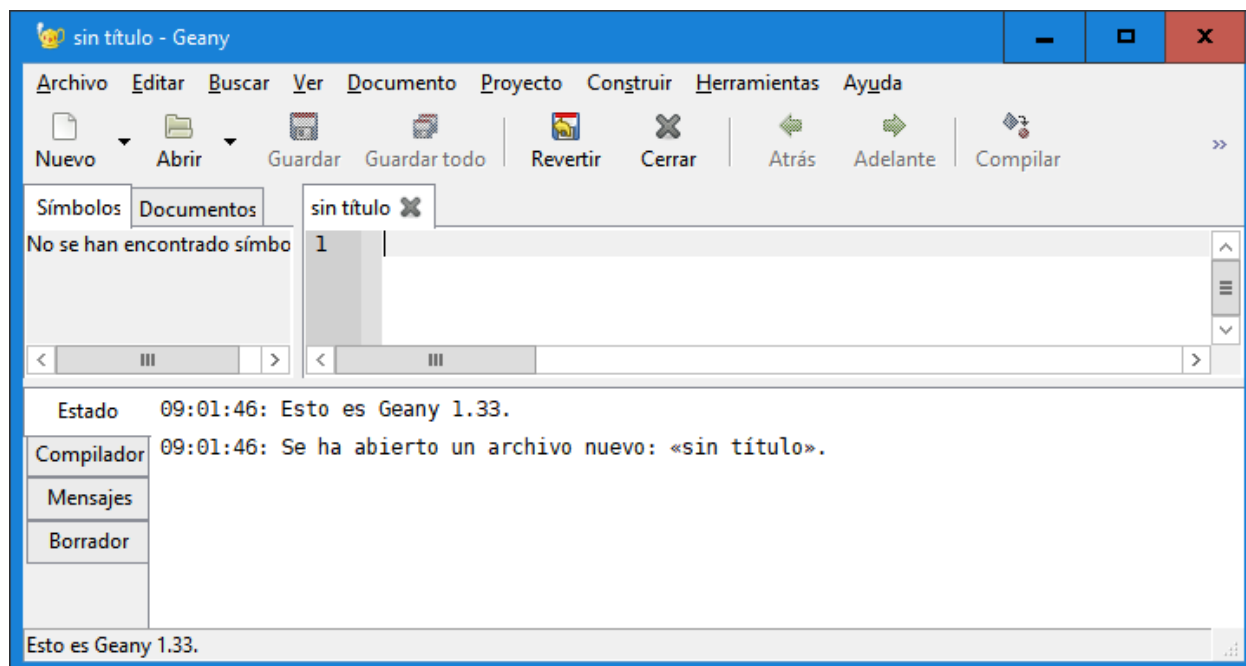 sin título - Geany
Archivo Editar Buscar Ver Documento Proyecto Construir Herramientas Ayuda
Nuevo Abrir Guardar Guardar todo Revertir Cerrar Atrás Adelante Compilar
Símbolos Documentos sin título
No se han encontrado símbo 1
Estado 09:01:46: Esto es Geany 1.33.
Compilador 09:01:46: Se ha abierto un archivo nuevo: «sin título».
Mensajes
Borrador
Esto es Geany 1.33.